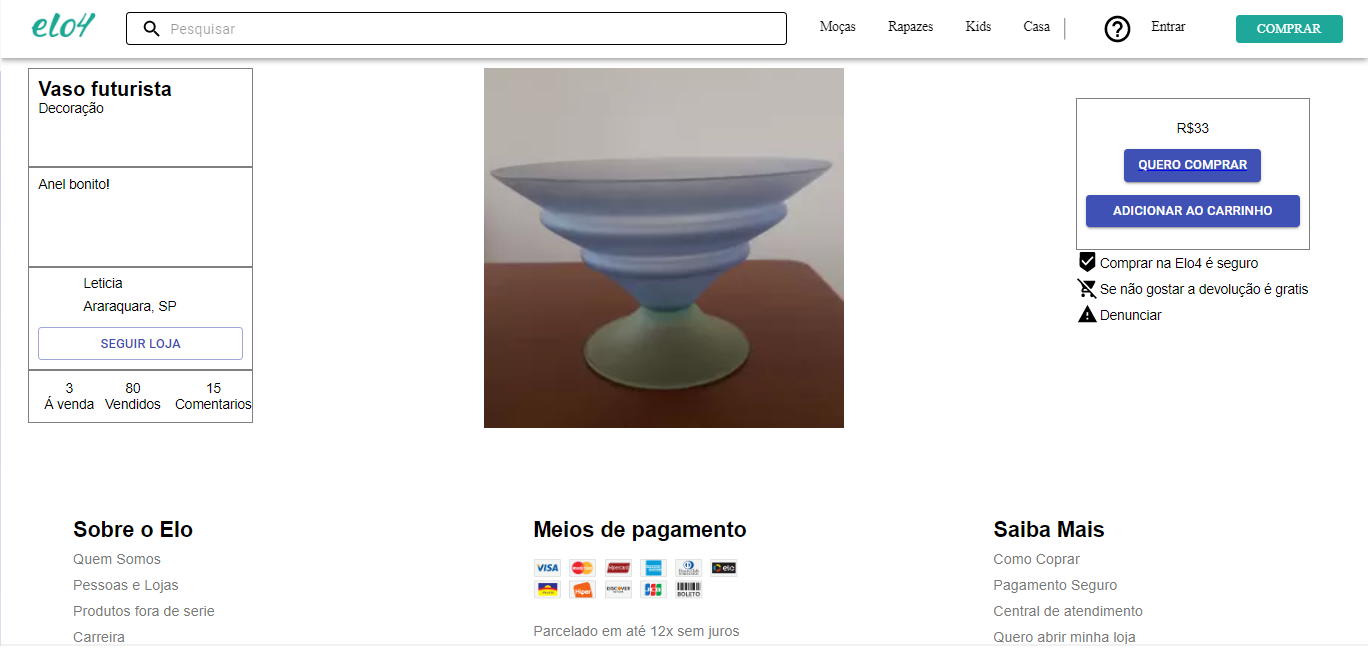 elo4
Pesquisar
Moças
Rapazes
Kids
Casa
Entrar
COMPRAR
Vaso futurista
Decoração
Anel bonito!
Leticia
Araraquara, SP
SEGUIR LOJA
3 80 15
Á venda Vendidos Comentarios
R$33
QUERO COMPRAR
ADICIONAR AO CARRINHO
Comprar na Elo4 é seguro
Se não gostar a devolução é gratis
Denunciar
Sobre o Elo
Quem Somos
Pessoas e Lojas
Produtos fora de serie
Carreira
Meios de pagamento
VISA
elo
Hiper
DISCOVER
JCB
BOLETO
Parcelado em até 12x sem juros
Saiba Mais
Como Coprar
Pagamento Seguro
Central de atendimento
Quero abrir minha loja